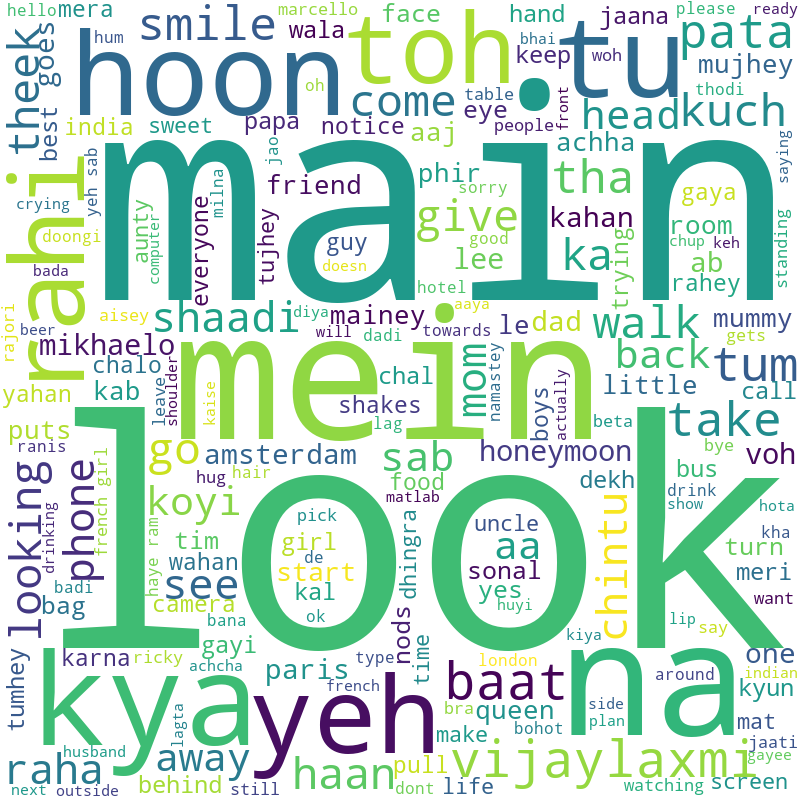 hello
mera
smile
marcello
wala
face
hand
jaana
please
ready
theek
best goes
hum
hoon
toh
oh
tu
keep
bhai
woh
pata
mujhey
come
eye
table
people
front
head
kuch
thodi
saying
india
sweet
papa
notice
aaj
achha
yeh sab
crying
doongi
bada
rahi
main
aunty
computer
jao
milna
friend
phir
sorry
tha
gaya
standing
everyone
tujhey
guy
doesn
give
good
kahan
room
chup
keh
lee
ka
trying
ab
rahey
hotel
aaya
rajori
beer
aisey
shaadi
diya
mainey
le
dad
walk
mummy
gets
mikhaelo
will
dadi
towards
mein
mom
namastey
back
tum
yahan
chalo
kab
leave
shoulder
kaise
chal
shakes
lag
boys
actually
little
call
take
beta
bye
puts
ranis
looking
drinking
phone
french girl
go
amsterdam
sab
honeymoon
dekh
bus
voh
hug
hair
food
matlab
drink
show
hota
koyi
look
pick
uncle
aa
chintu
kha
tim
girl
de
dhingra
turn
haye ram
wahan
see
start
sonal
meri
badi
bag
kal
yes
want
camera
ok
huyi
lip
say
bana
nods
gayi
kiya
na
one
karna
ricky
time
tumhey
kya
achcha
paris
type
london
indian
around
kyun
yeh
french
baat
bra
queen
side
plan
mat
lagta
husband
away
make
bohot
vijaylaxmi
jaati
gayee
raha
haan
pull
next
outside
behind
still
dont
life
watching
screen